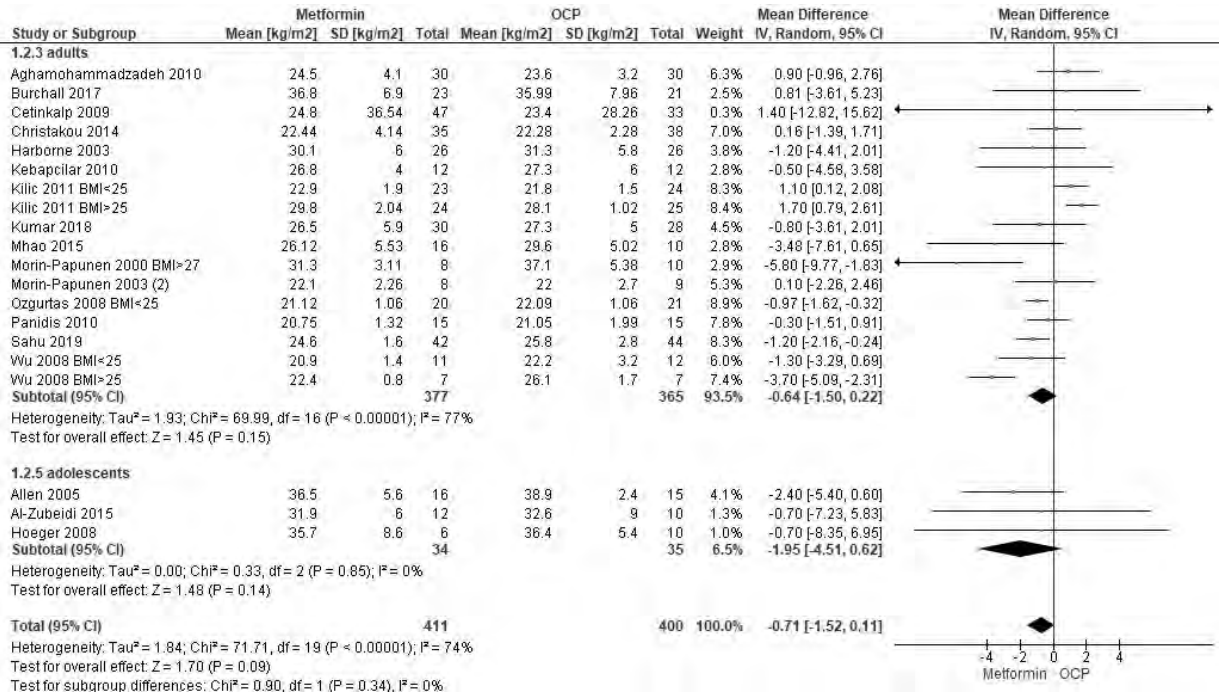 Metformin OCP Mean Difference Mean Difference
Study or Subgroup Mean [kg/m2] SD [kg/m2] Total Mean [kg/m2] SD [kg/m2] Total Weight IV, Random, 95% CI IV, Random, 95% CI
1.2.3 adults
Aghamohammadzadeh 2010 24.5 4.1 30 23.6 3.2 30 6.3% 0.90 [-0.96, 2.76]
Burchall 2017 36.8 6.9 23 35.99 7.96 21 2.5% 0.81 [-3.61, 5.23]
Cetinkalp 2009 24.8 36.54 47 23.4 28.26 33 0.3% 1.40 [-12.82, 15.62]
Christakou 2014 22.44 4.14 35 22.28 2.28 38 7.0% 0.16 [-1.39, 1.71]
Harborne 2003 30.1 6 26 31.3 5.8 26 3.8% -1.20 [-4.41, 2.01]
Kebapcilar 2010 26.8 4 12 27.3 6 12 2.8% -0.50 [-4.58, 3.58]
Kilic 2011 BMI<25 22.9 1.9 23 21.8 1.5 24 8.3% 1.10 [0.12, 2.08]
Kilic 2011 BMI>25 29.8 2.04 24 28.1 1.02 25 8.4% 1.70 [0.79, 2.61]
Kumar 2018 26.5 5.9 30 27.3 5 28 4.5% -0.80 [-3.61, 2.01]
Mhao 2015 26.12 5.53 16 29.6 5.02 10 2.8% -3.48 [-7.61, 0.65]
Morin-Papunen 2000 BMI>27 31.3 3.11 8 37.1 5.38 10 2.9% -5.80 [-9.77, -1.83]
Morin-Papunen 2003 (2) 22.1 2.26 8 22 2.7 9 5.3% 0.10 [-2.26, 2.46]
Ozgurtas 2008 BMI<25 21.12 1.06 20 22.09 1.06 21 9.0% -0.97 [-1.62, -0.32]
Panidis 2010 20.75 1.32 15 21.05 1.99 15 7.8% -0.30 [-1.51, 0.91]
Sahu 2019 24.6 1.6 42 25.8 2.8 44 8.3% -1.20 [-2.16, -0.24]
Wu 2008 BMI<25 20.9 1.4 11 22.2 3.2 12 6.0% -1.30 [-3.29, 0.69]
Wu 2008 BMI>25 22.4 0.8 7 26.1 1.7 7 7.4% -3.70 [-5.09, -2.31]
Subtotal (95% CI) 377 365 93.5% -0.64 [-1.50, 0.22]
Heterogeneity: Tau² = 1.93; Chi² = 69.99, df = 16 (P < 0.00001); I² = 77%
Test for overall effect: Z = 1.45 (P = 0.15)
1.2.5 adolescents
Allen 2005 36.5 5.6 16 38.9 2.4 15 4.1% -2.40 [-5.40, 0.60]
Al-Zubeidi 2015 31.9 6 12 32.6 9 10 1.3% -0.70 [-7.23, 5.83]
Hoeger 2008 35.7 8.6 6 36.4 5.4 10 1.0% -0.70 [-8.35, 6.95]
Subtotal (95% CI) 34 35 6.5% -1.95 [-4.51, 0.62]
Heterogeneity: Tau² = 0.00; Chi² = 0.33, df = 2 (P = 0.85); I² = 0%
Test for overall effect: Z = 1.48 (P = 0.14)
Total (95% CI) 411 400 100.0% -0.71 [-1.52, 0.11]
Heterogeneity: Tau² = 1.84; Chi² = 71.71, df = 19 (P < 0.00001); I² = 74%
Test for overall effect: Z = 1.70 (P = 0.09)
Test for subgroup differences: Chi² = 0.90, df = 1 (P = 0.34), I² = 0%
-4 -2 0 2 4
Metformin OCP